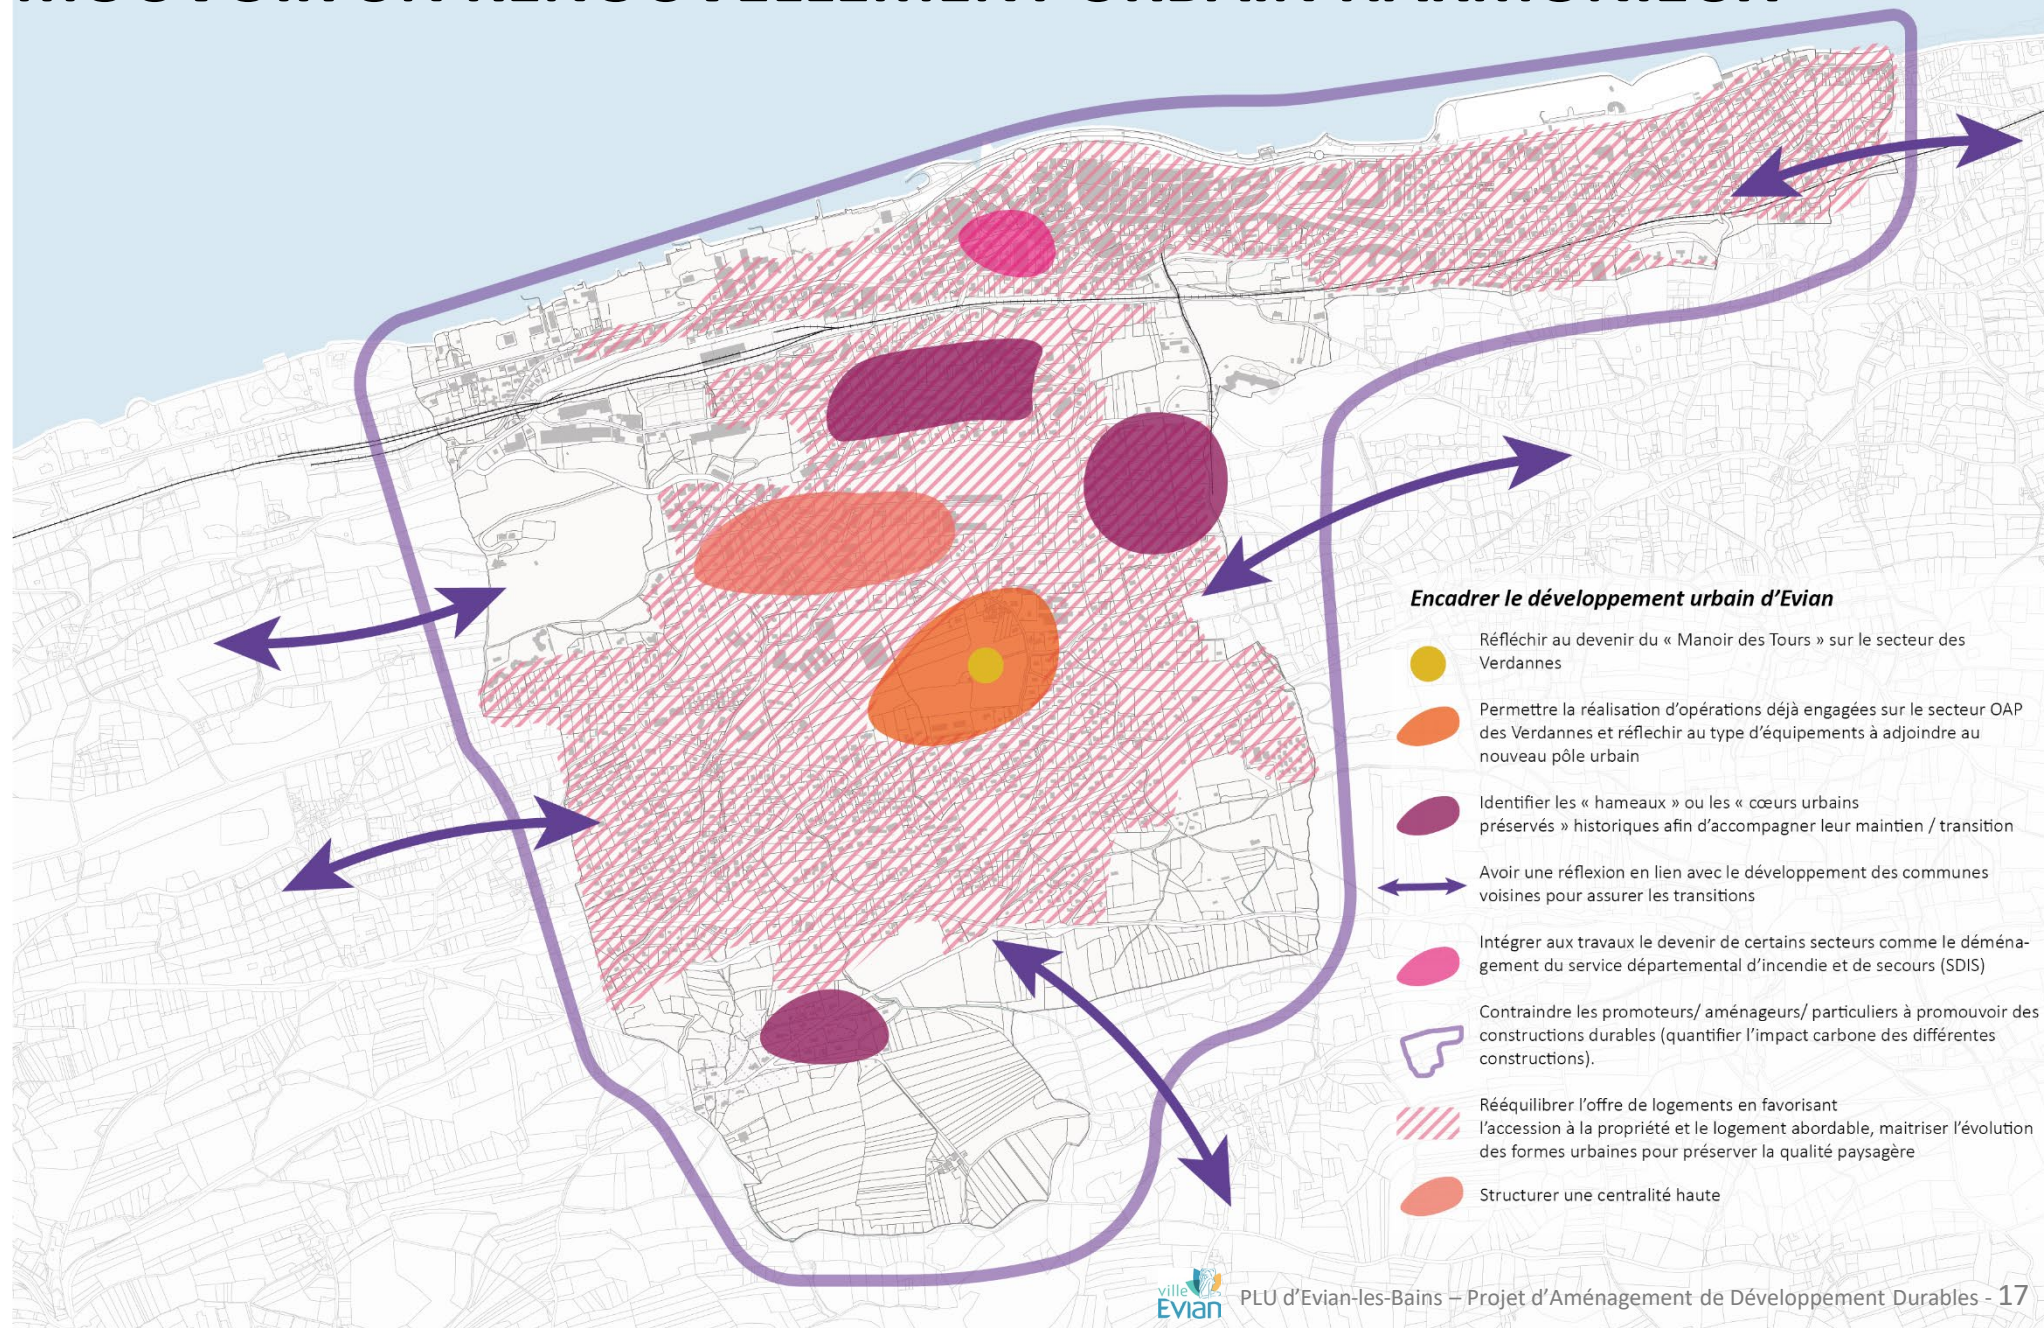 Encadrer le développement urbain d'Evian
Réfléchir au devenir du « Manoir des Tours » sur le secteur des
Verdannes
Permettre la réalisation d'opérations déjà engagées sur le secteur OAP
des Verdannes et réflechir au type d'équipements à adjoindre au
nouveau pôle urbain
Identifier les « hameaux » ou les « cœurs urbains
préservés » historiques afin d'accompagner leur maintien / transition
Avoir une réflexion en lien avec le développement des communes
voisines pour assurer les transitions
Intégrer aux travaux le devenir de certains secteurs comme le déména-
gement du service départemental d'incendie et de secours (SDIS)
Contraindre les promoteurs/ aménageurs/ particuliers à promouvoir des
constructions durables (quantifier l'impact carbone des différentes
constructions).
Rééquilibrer l'offre de logements en favorisant
l'accession à la propriété et le logement abordable, maitriser l'évolution
des formes urbaines pour préserver la qualité paysagère
Structurer une centralité haute
ville
Evian
PLU d'Evian-les-Bains – Projet d'Aménagement de Développement Durables - 17